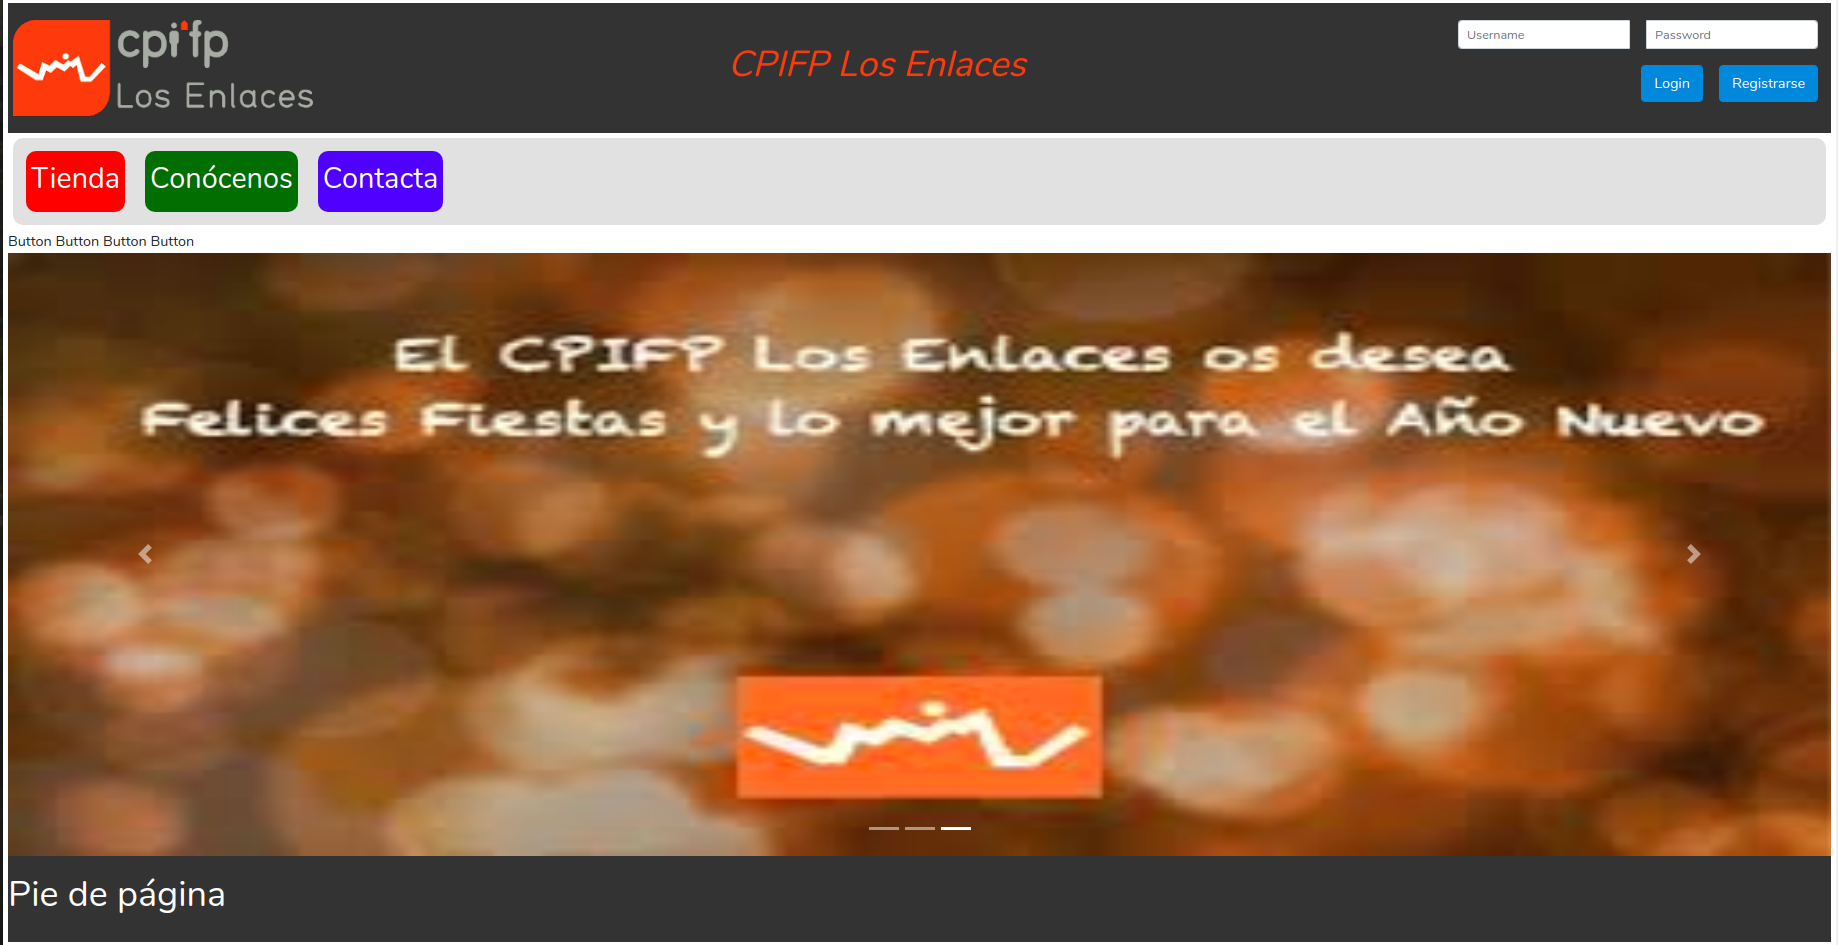 cpifp
Los Enlaces
CPIFP Los Enlaces
Username
Password
Login
Registrarse
Tienda
Conócenos
Contacta
Button Button Button Button
El CPIFP Los Enlaces os desea
Felices Fiestas y lo mejor para el Año Nuevo
Pie de página